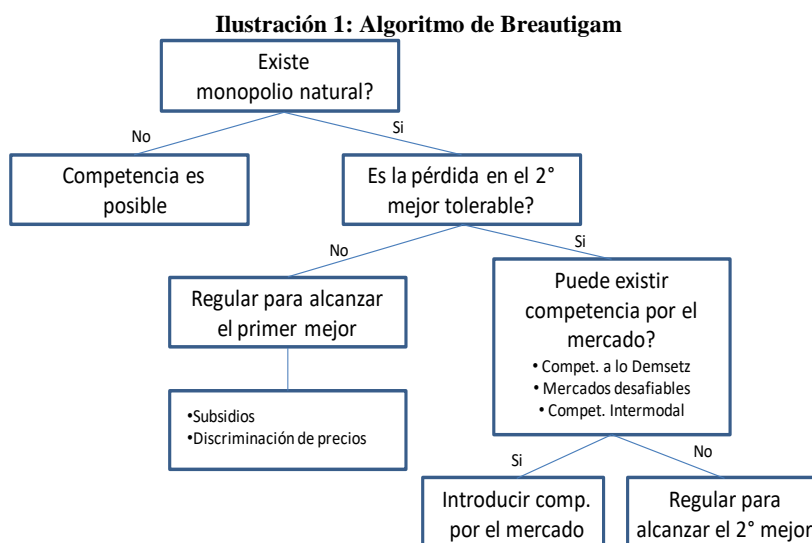 Ilustración 1: Algoritmo de Breautigam
Existe
monopolio natural?
No
Si
Competencia es
posible
Es la pérdida en el 2°
mejor tolerable?
No
Si
Regular para alcanzar
el primer mejor
•Subsidios
•Discriminación de precios
Puede existir
competencia por el
mercado?
• Compet. a lo Demsetz
• Mercados desafiables
• Compet. Intermodal
Si
No
Introducir comp.
por el mercado
Regular para
alcanzar el 2° mejor